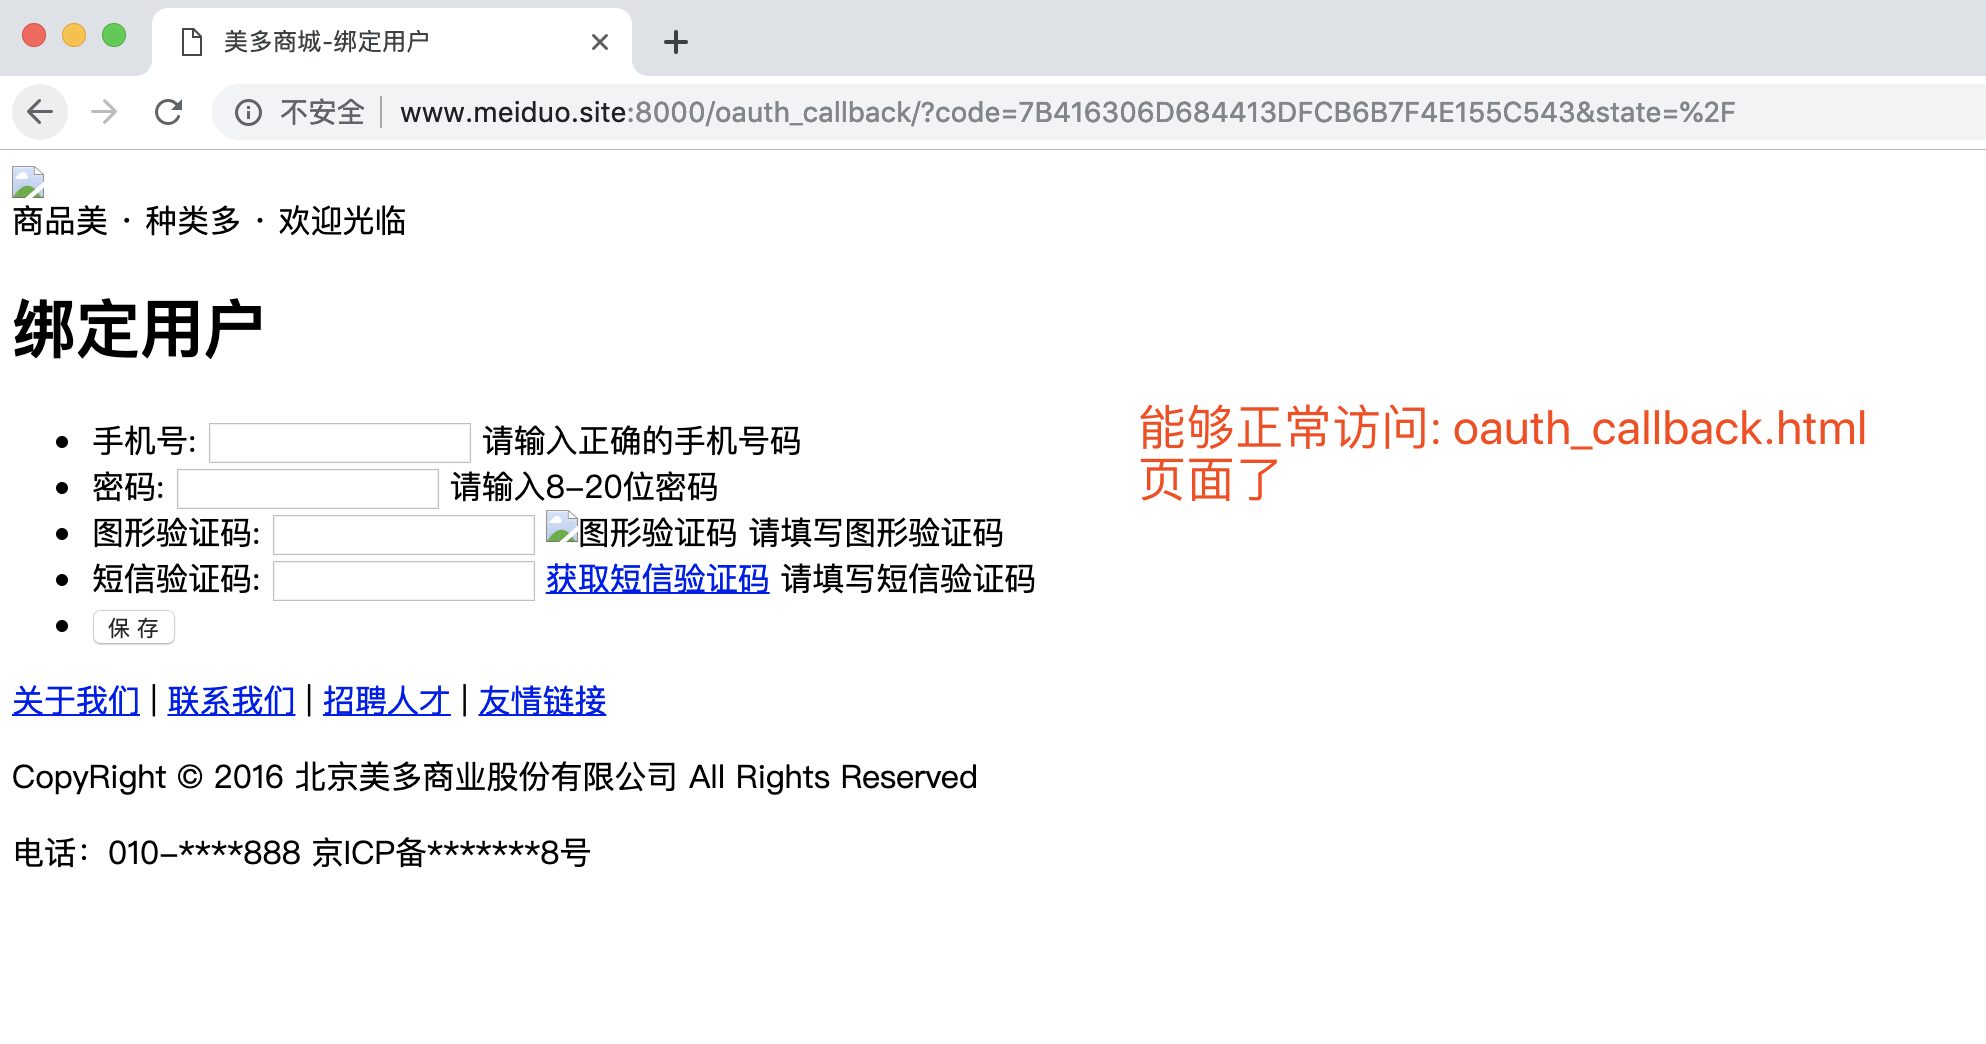 美多商城-绑定用户
不安全 | www.meiduo.site:8000/oauth_callback/?code=7B416306D684413DFCB6B7F4E155C543&state=%2F
商品美 · 种类多 · 欢迎光临
绑定用户
手机号: 请输入正确的手机号码
密码: 请输入8-20位密码
图形验证码: 图形验证码 请填写图形验证码
短信验证码: 获取短信验证码 请填写短信验证码
保 存
能够正常访问: oauth_callback.html
页面了
关于我们 | 联系我们 | 招聘人才 | 友情链接
CopyRight © 2016 北京美多商业股份有限公司 All Rights Reserved
电话：010-****888 京ICP备*******8号